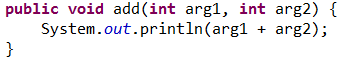 public void add(int arg1, int arg2) {
    System.out.println(arg1 + arg2);
}